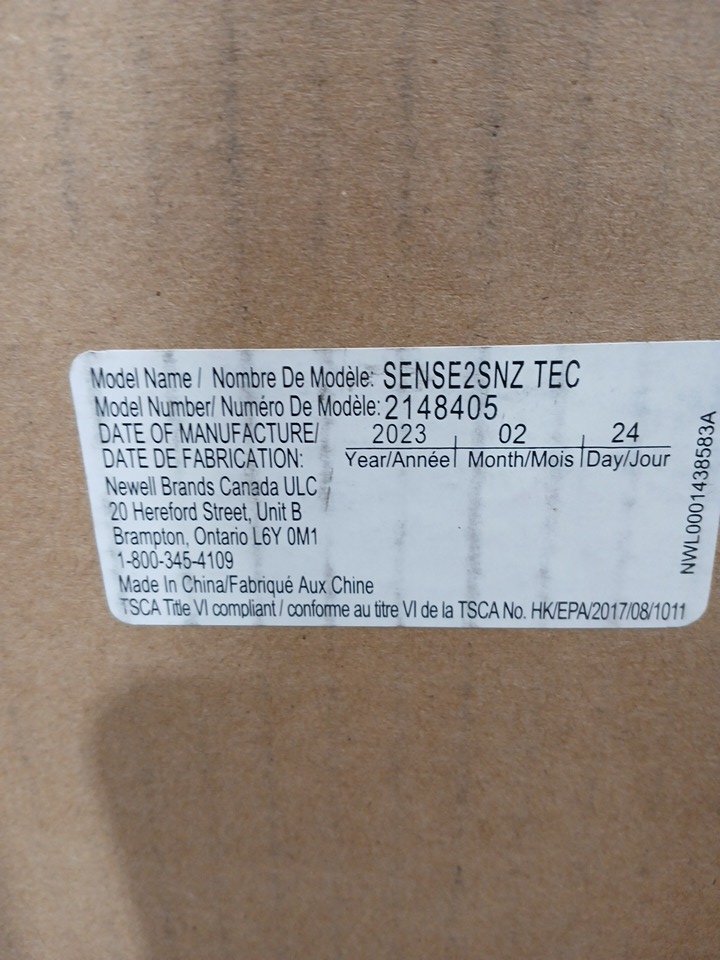 Model Name / Nombre De Modèle: SENSE2SNZ TEC
Model Number/ Numéro De Modèle: 2148405
DATE OF MANUFACTURE/ 2023 02 24
DATE DE FABRICATION: Year/Année Month/Mois Day/Jour
Newell Brands Canada ULC
20 Hereford Street, Unit B
Brampton, Ontario L6Y 0M1
1-800-345-4109
Made In China/Fabriqué Aux Chine
TSCA Title VI compliant / conforme au titre VI de la TSCA No. HK/EPA/2017/08/1011
NWL0001438583A